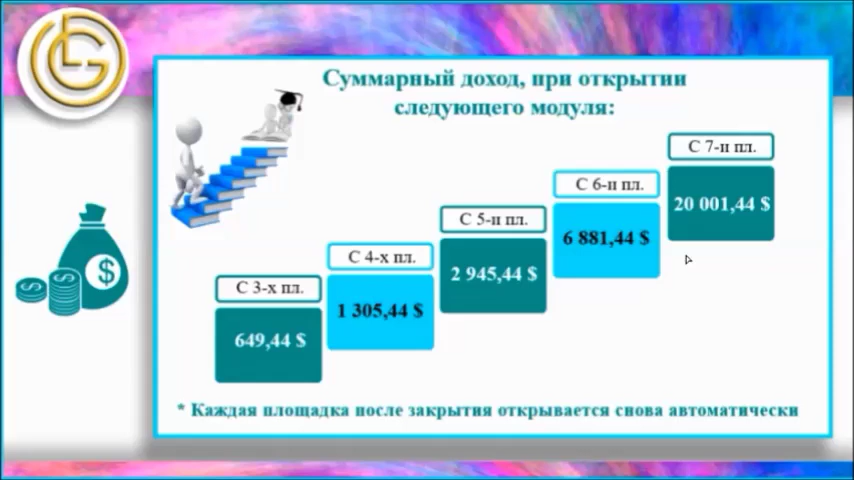 Суммарный доход, при открытии
следующего модуля:
С 7-и пл.
20 001,44 $
С 6-и пл.
6 881,44 $
С 5-и пл.
2 945,44 $
С 4-х пл.
1 305,44 $
С 3-х пл.
649,44 $
$
* Каждая площадка после закрытия открывается снова автоматически